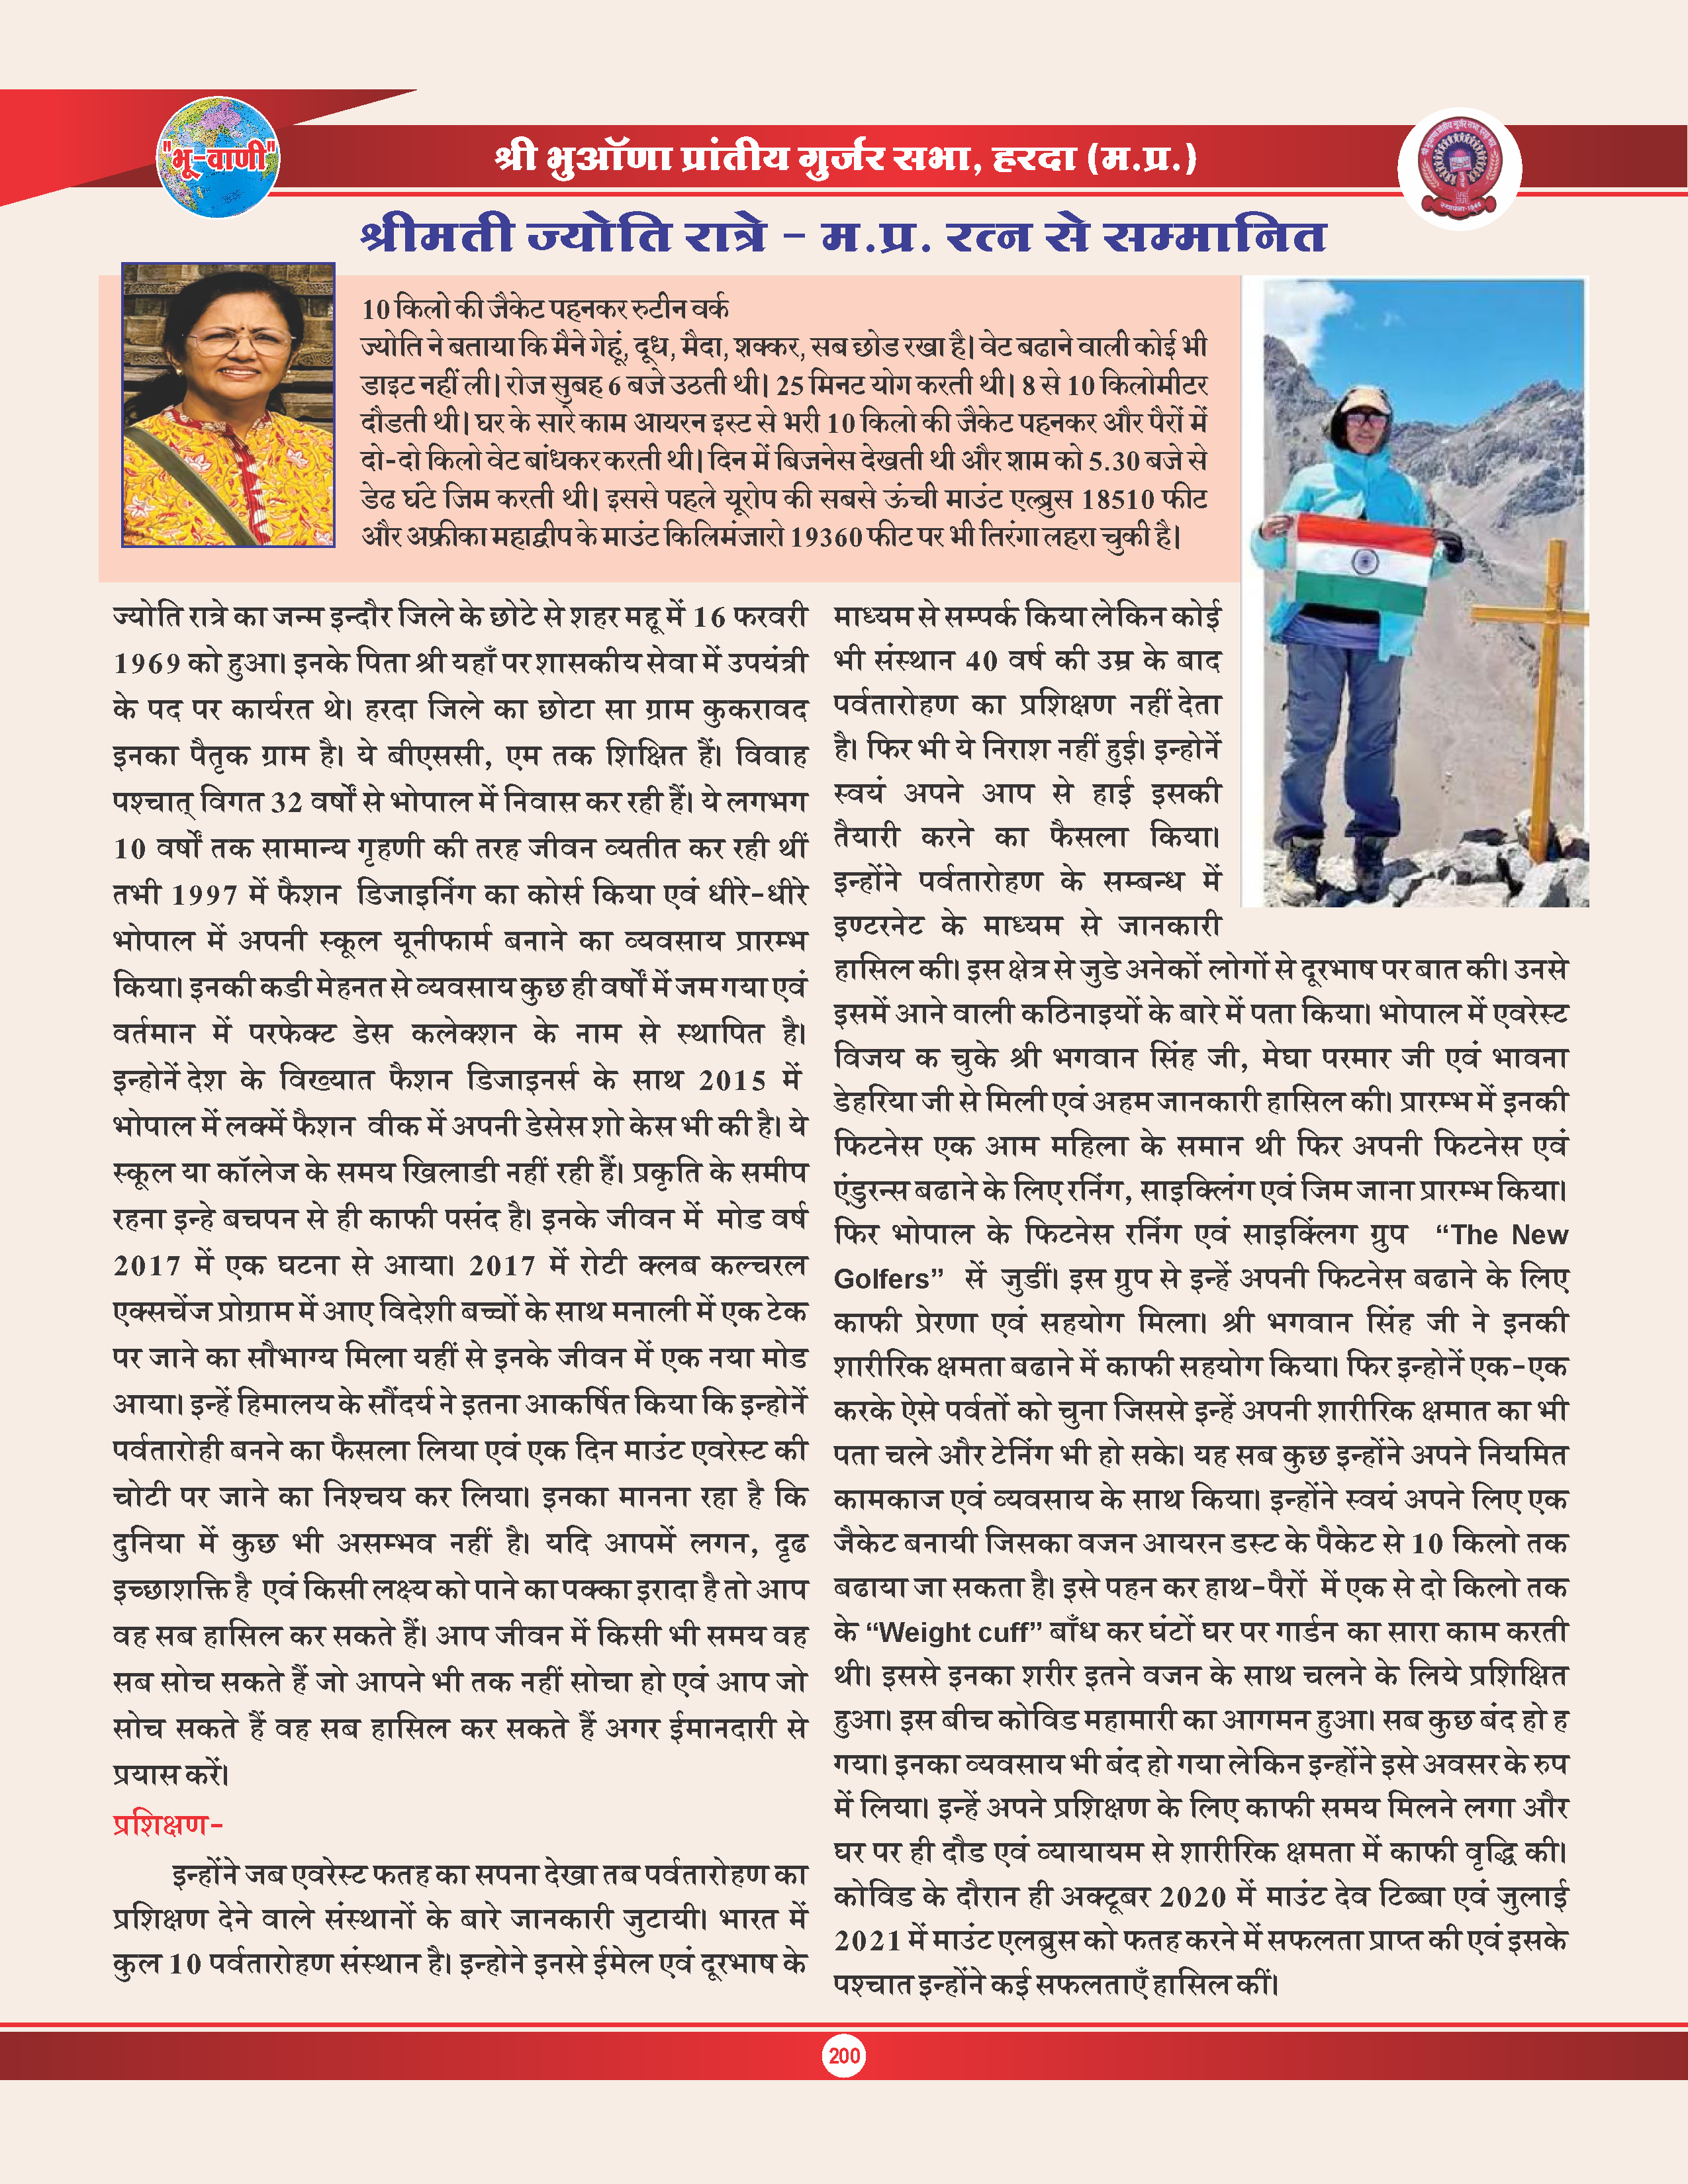 "भू-वाणी"
श्री भुऑणा प्रांतीय गुर्जर सभा, हरदा (म.प्र.)
श्रीमती ज्योति रात्रे - म.प्र. रत्न से सम्मानित
10 किलो की जैकेट पहनकर रुटीन वर्क
ज्योति ने बताया कि मैने गेहूं, दूध, मैदा, शक्कर, सब छोड रखा है। वेट बढाने वाली कोई भी
डाइट नहीं ली। रोज सुबह 6 बजे उठती थी। 25 मिनट योग करती थी। 8 से 10 किलोमीटर
दौडती थी। घर के सारे काम आयरन इस्ट से भरी 10 किलो की जैकेट पहनकर और पैरों में
दो-दो किलो वेट बांधकर करती थी। दिन में बिजनेस देखती थी और शाम को 5.30 बजे से
डेढ घंटे जिम करती थी। इससे पहले यूरोप की सबसे ऊंची माउंट एल्ब्रुस 18510 फीट
और अफ्रीका महाद्वीप के माउंट किलिमंजारो 19360 फीट पर भी तिरंगा लहरा चुकी है।
ज्योति रात्रे का जन्म इन्दौर जिले के छोटे से शहर महू में 16 फरवरी
1969 को हुआ। इनके पिता श्री यहाँ पर शासकीय सेवा में उपयंत्री
के पद पर कार्यरत थे। हरदा जिले का छोटा सा ग्राम कुकरावद
इनका पैतृक ग्राम है। ये बीएससी, एम तक शिक्षित हैं। विवाह
पश्चात् विगत 32 वर्षों से भोपाल में निवास कर रही हैं। ये लगभग
10 वर्षों तक सामान्य गृहणी की तरह जीवन व्यतीत कर रही थीं
तभी 1997 में फैशन डिजाइनिंग का कोर्स किया एवं धीरे-धीरे
भोपाल में अपनी स्कूल यूनीफार्म बनाने का व्यवसाय प्रारम्भ
किया। इनकी कडी मेहनत से व्यवसाय कुछ ही वर्षों में जम गया एवं
वर्तमान में परफेक्ट डेस कलेक्शन के नाम से स्थापित है।
इन्होनें देश के विख्यात फैशन डिजाइनर्स के साथ 2015 में
भोपाल में लक्मे‍ं फैशन वीक में अपनी डेसेस शो केस भी की है। ये
स्कूल या कॉलेज के समय खिलाडी नहीं रही हैं। प्रकृति के समीप
रहना इन्हे बचपन से ही काफी पसंद है। इनके जीवन में मोड वर्ष
2017 में एक घटना से आया। 2017 में रोटी क्लब कल्चरल
एक्सचेंज प्रोग्राम में आए विदेशी बच्चों के साथ मनाली में एक टेक
पर जाने का सौभाग्य मिला यहीं से इनके जीवन में एक नया मोड
आया। इन्हें हिमालय के सौंदर्य ने इतना आकर्षित किया कि इन्होनें
पर्वतारोही बनने का फैसला लिया एवं एक दिन माउंट एवरेस्ट की
चोटी पर जाने का निश्चय कर लिया। इनका मानना रहा है कि
दुनिया में कुछ भी असम्भव नहीं है। यदि आपमें लगन, दृढ
इच्छाशक्ति है एवं किसी लक्ष्य को पाने का पक्का इरादा है तो आप
वह सब हासिल कर सकते हैं। आप जीवन में किसी भी समय वह
सब सोच सकते हैं जो आपने भी तक नहीं सोचा हो एवं आप जो
सोच सकते हैं वह सब हासिल कर सकते हैं अगर ईमानदारी से
प्रयास करें।
प्रशिक्षण-
इन्होंने जब एवरेस्ट फतह का सपना देखा तब पर्वतारोहण का
प्रशिक्षण देने वाले संस्थानों के बारे जानकारी जुटायी। भारत में
कुल 10 पर्वतारोहण संस्थान है। इन्होने इनसे ईमेल एवं दूरभाष के
माध्यम से सम्पर्क किया लेकिन कोई
भी संस्थान 40 वर्ष की उम्र के बाद
पर्वतारोहण का प्रशिक्षण नहीं देता
है। फिर भी ये निराश नहीं हुई। इन्होनें
स्वयं अपने आप से हाई इसकी
तैयारी करने का फैसला किया।
इन्होंने पर्वतारोहण के सम्बन्ध में
इण्टरनेट के माध्यम से जानकारी
हासिल की। इस क्षेत्र से जुडे अनेकों लोगों से दूरभाष पर बात की। उनसे
इसमें आने वाली कठिनाइयों के बारे में पता किया। भोपाल में एवरेस्ट
विजय क चुके श्री भगवान सिंह जी, मेघा परमार जी एवं भावना
डेहरिया जी से मिली एवं अहम जानकारी हासिल की। प्रारम्भ में इनकी
फिटनेस एक आम महिला के समान थी फिर अपनी फिटनेस एवं
एंडुरन्स बढाने के लिए रनिंग, साइक्लिंग एवं जिम जाना प्रारम्भ किया।
फिर भोपाल के फिटनेस रनिंग एवं साइक्लिंग ग्रुप “The New
Golfers” सें जुडीं। इस ग्रुप से इन्हें अपनी फिटनेस बढाने के लिए
काफी प्रेरणा एवं सहयोग मिला। श्री भगवान सिंह जी ने इनकी
शारीरिक क्षमता बढाने में काफी सहयोग किया। फिर इन्होनें एक-एक
करके ऐसे पर्वतों को चुना जिससे इन्हें अपनी शारीरिक क्षमात का भी
पता चले और टेनिंग भी हो सके। यह सब कुछ इन्होंने अपने नियमित
कामकाज एवं व्यवसाय के साथ किया। इन्होंने स्वयं अपने लिए एक
जैकेट बनायी जिसका वजन आयरन डस्ट के पैकेट से 10 किलो तक
बढाया जा सकता है। इसे पहन कर हाथ-पैरों में एक से दो किलो तक
के “Weight cuff” बाँध कर घंटों घर पर गार्डन का सारा काम करती
थी। इससे इनका शरीर इतने वजन के साथ चलने के लिये प्रशिक्षित
हुआ। इस बीच कोविड महामारी का आगमन हुआ। सब कुछ बंद हो ह
गया। इनका व्यवसाय भी बंद हो गया लेकिन इन्होंने इसे अवसर के रुप
में लिया। इन्हें अपने प्रशिक्षण के लिए काफी समय मिलने लगा और
घर पर ही दौड एवं व्यायायम से शारीरिक क्षमता में काफी वृद्धि की।
कोविड के दौरान ही अक्टूबर 2020 में माउंट देव टिब्बा एवं जुलाई
2021 में माउंट एलब्रुस को फतह करने में सफलता प्राप्त की एवं इसके
पश्चात इन्होंने कई सफलताएँ हासिल कीं।
200